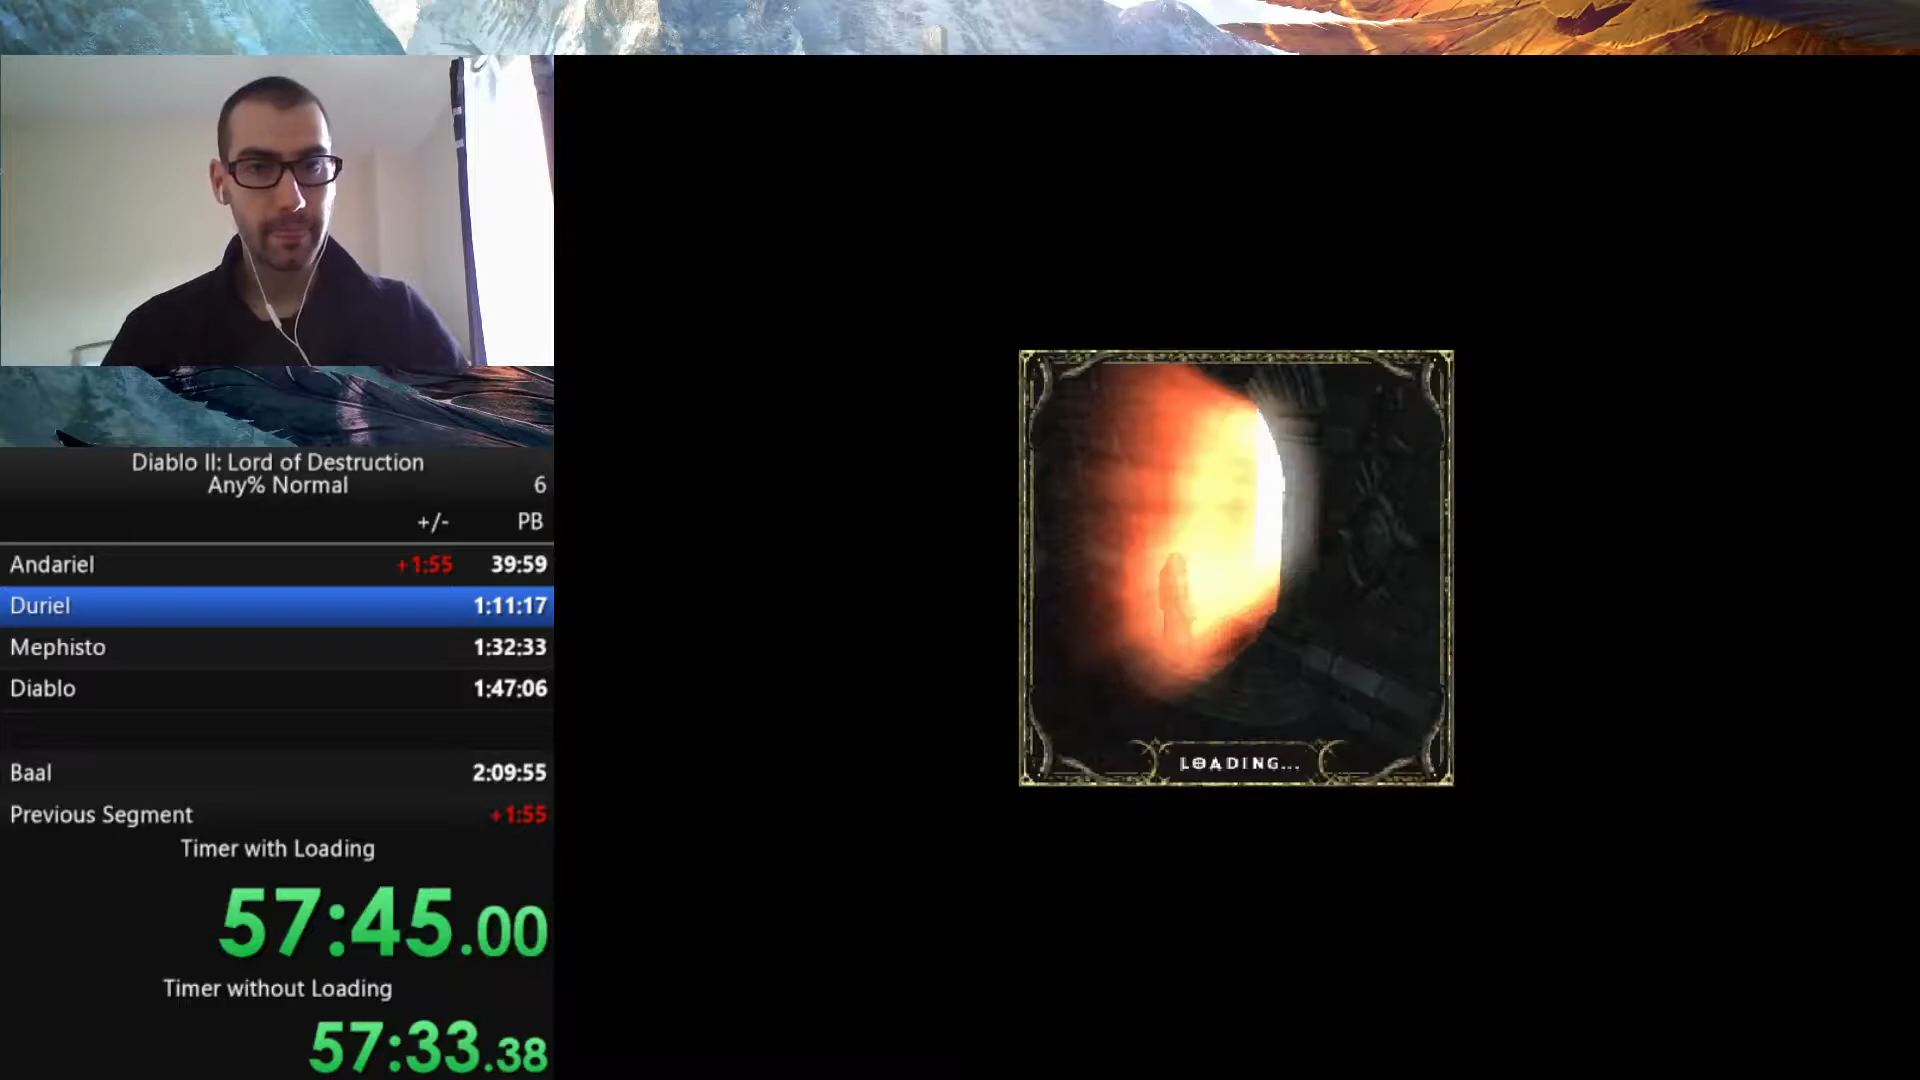 Diablo II: Lord of Destruction
Any% Normal 6
+/- PB
Andariel +1:55 39:59
Duriel 1:11:17
Mephisto 1:32:33
Diablo 1:47:06
Baal 2:09:55
Previous Segment +1:55
Timer with Loading
57:45.00
Timer without Loading
57:33.38
LOADING...